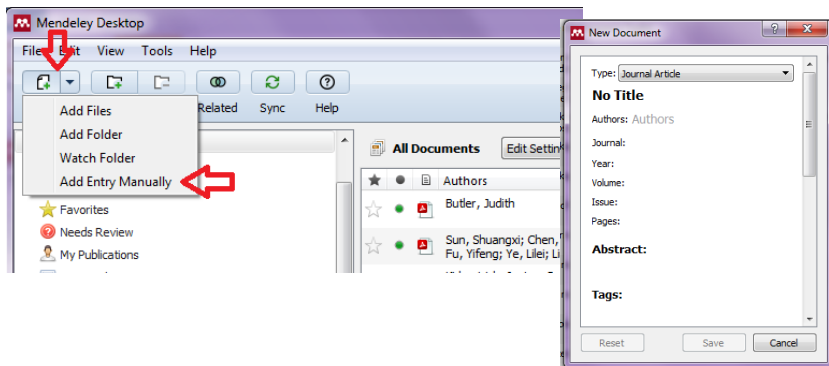 Mendeley Desktop
File Edit View Tools Help
Related Sync Help
Add Files
Add Folder
Watch Folder
Add Entry Manually
Favorites
Needs Review
My Publications
All Documents
Authors
Butler, Judith
Sun, Shuangxi; Chen,
Fu, Yifeng; Ye, Lilei; Li
New Document
Type: Journal Article
No Title
Authors: Authors
Journal:
Year:
Volume:
Issue:
Pages:
Abstract:
Tags:
Reset Save Cancel